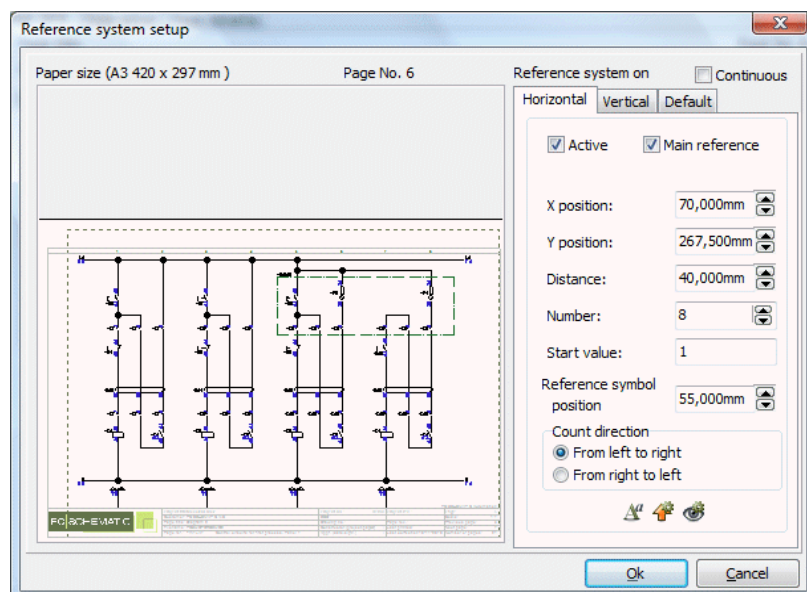 Reference system setup
Paper size (A3 420 x 297 mm )
Page No. 6
Reference system on
Continuous
Horizontal
Vertical
Default
Active
Main reference
X position:
70,000mm
Y position:
267,500mm
Distance:
40,000mm
Number:
8
Start value:
1
Reference symbol
position
55,000mm
Count direction
From left to right
From right to left
Ok
Cancel